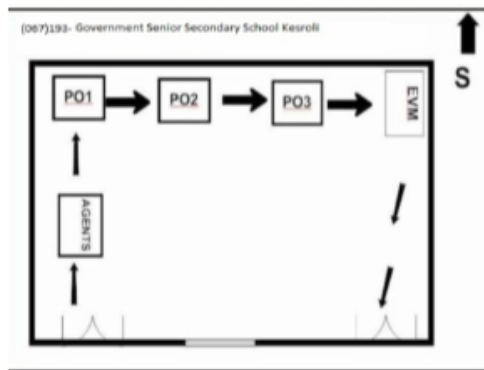 (067)193- Government Senior Secondary School Kesroli
S
PO1
PO2
PO3
EVM
AGENTS